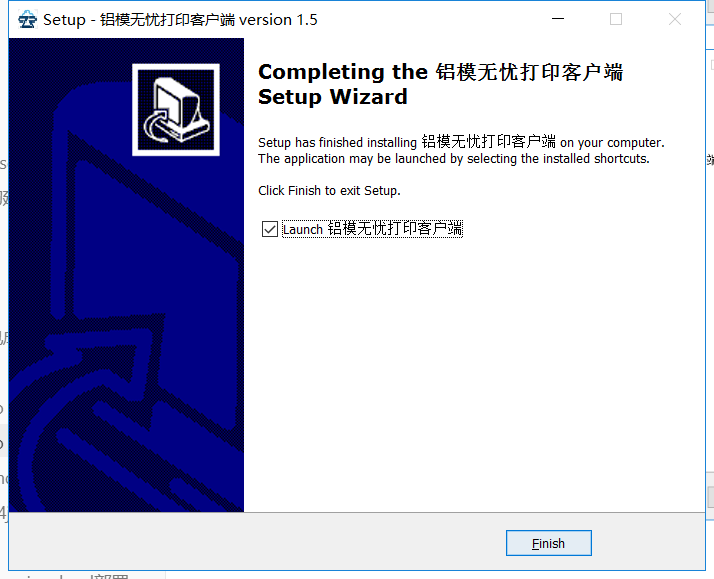 Setup - 铝模无忧打印客户端 version 1.5
Completing the 铝模无忧打印客户端
Setup Wizard
Setup has finished installing 铝模无忧打印客户端 on your computer.
The application may be launched by selecting the installed shortcuts.
Click Finish to exit Setup.
Launch 铝模无忧打印客户端
Finish